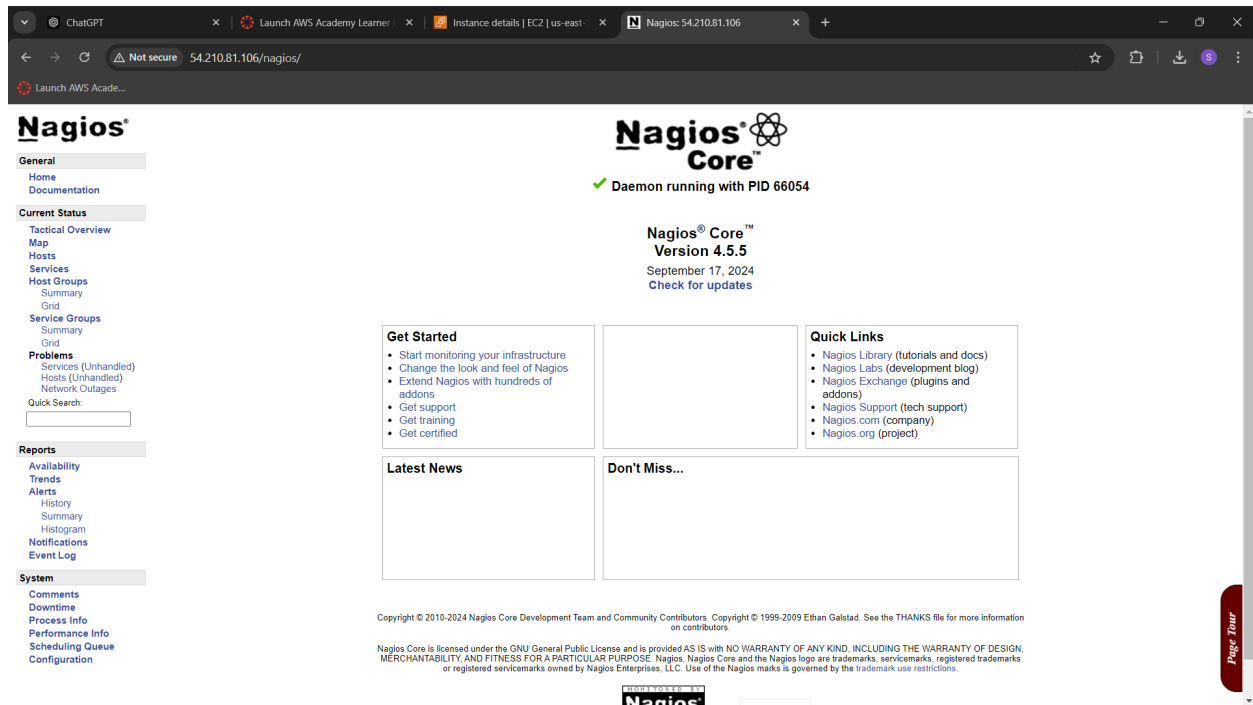 ChatGPT
Launch AWS Academy Learner
Instance details | EC2 | us-east-
Nagios: 54.210.81.106
Not secure
54.210.81.106/nagios/
S
Launch AWS Acade...
Nagios®
General
Home
Documentation
Current Status
Tactical Overview
Map
Hosts
Services
Host Groups
Summary
Grid
Service Groups
Summary
Grid
Problems
Services (Unhandled)
Hosts (Unhandled)
Network Outages
Quick Search:
Reports
Availability
Trends
Alerts
History
Summary
Histogram
Notifications
Event Log
System
Comments
Downtime
Process Info
Performance Info
Scheduling Queue
Configuration
Nagios®
Core™
Daemon running with PID 66054
Nagios® Core™
Version 4.5.5
September 17, 2024
Check for updates
Get Started
• Start monitoring your infrastructure
• Change the look and feel of Nagios
• Extend Nagios with hundreds of
addons
• Get support
• Get training
• Get certified
Quick Links
• Nagios Library (tutorials and docs)
• Nagios Labs (development blog)
• Nagios Exchange (plugins and
addons)
• Nagios Support (tech support)
• Nagios.com (company)
• Nagios.org (project)
Latest News
Don't Miss...
Copyright © 2010-2024 Nagios Core Development Team and Community Contributors. Copyright © 1999-2009 Ethan Galstad. See the THANKS file for more information
on contributors.
Nagios Core is licensed under the GNU General Public License and is provided AS IS with NO WARRANTY OF ANY KIND, INCLUDING THE WARRANTY OF DESIGN,
MERCHANTABILITY, AND FITNESS FOR A PARTICULAR PURPOSE. Nagios, Nagios Core and the Nagios logo are trademarks, servicemarks, registered trademarks
or registered servicemarks owned by Nagios Enterprises, LLC. Use of the Nagios marks is governed by the trademark use restrictions.
MONITORED BY
Nagios
Page Tour